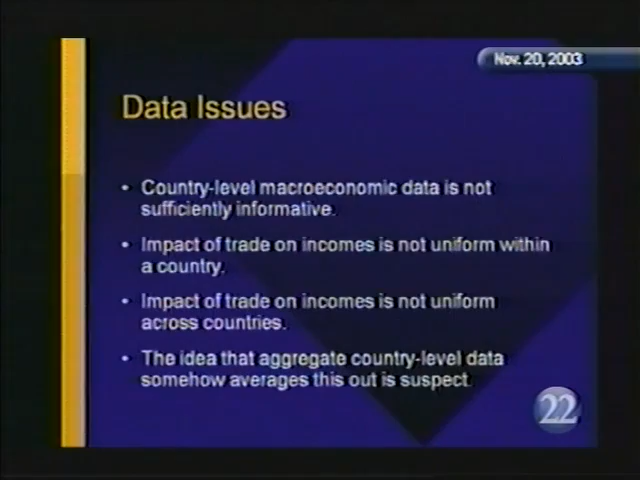 Nov. 20, 2003
Data Issues
• Country-level macroeconomic data is not
sufficiently informative.
• Impact of trade on incomes is not uniform within
a country.
• Impact of trade on incomes is not uniform
across countries.
• The idea that aggregate country-level data
somehow averages this out is suspect.
22